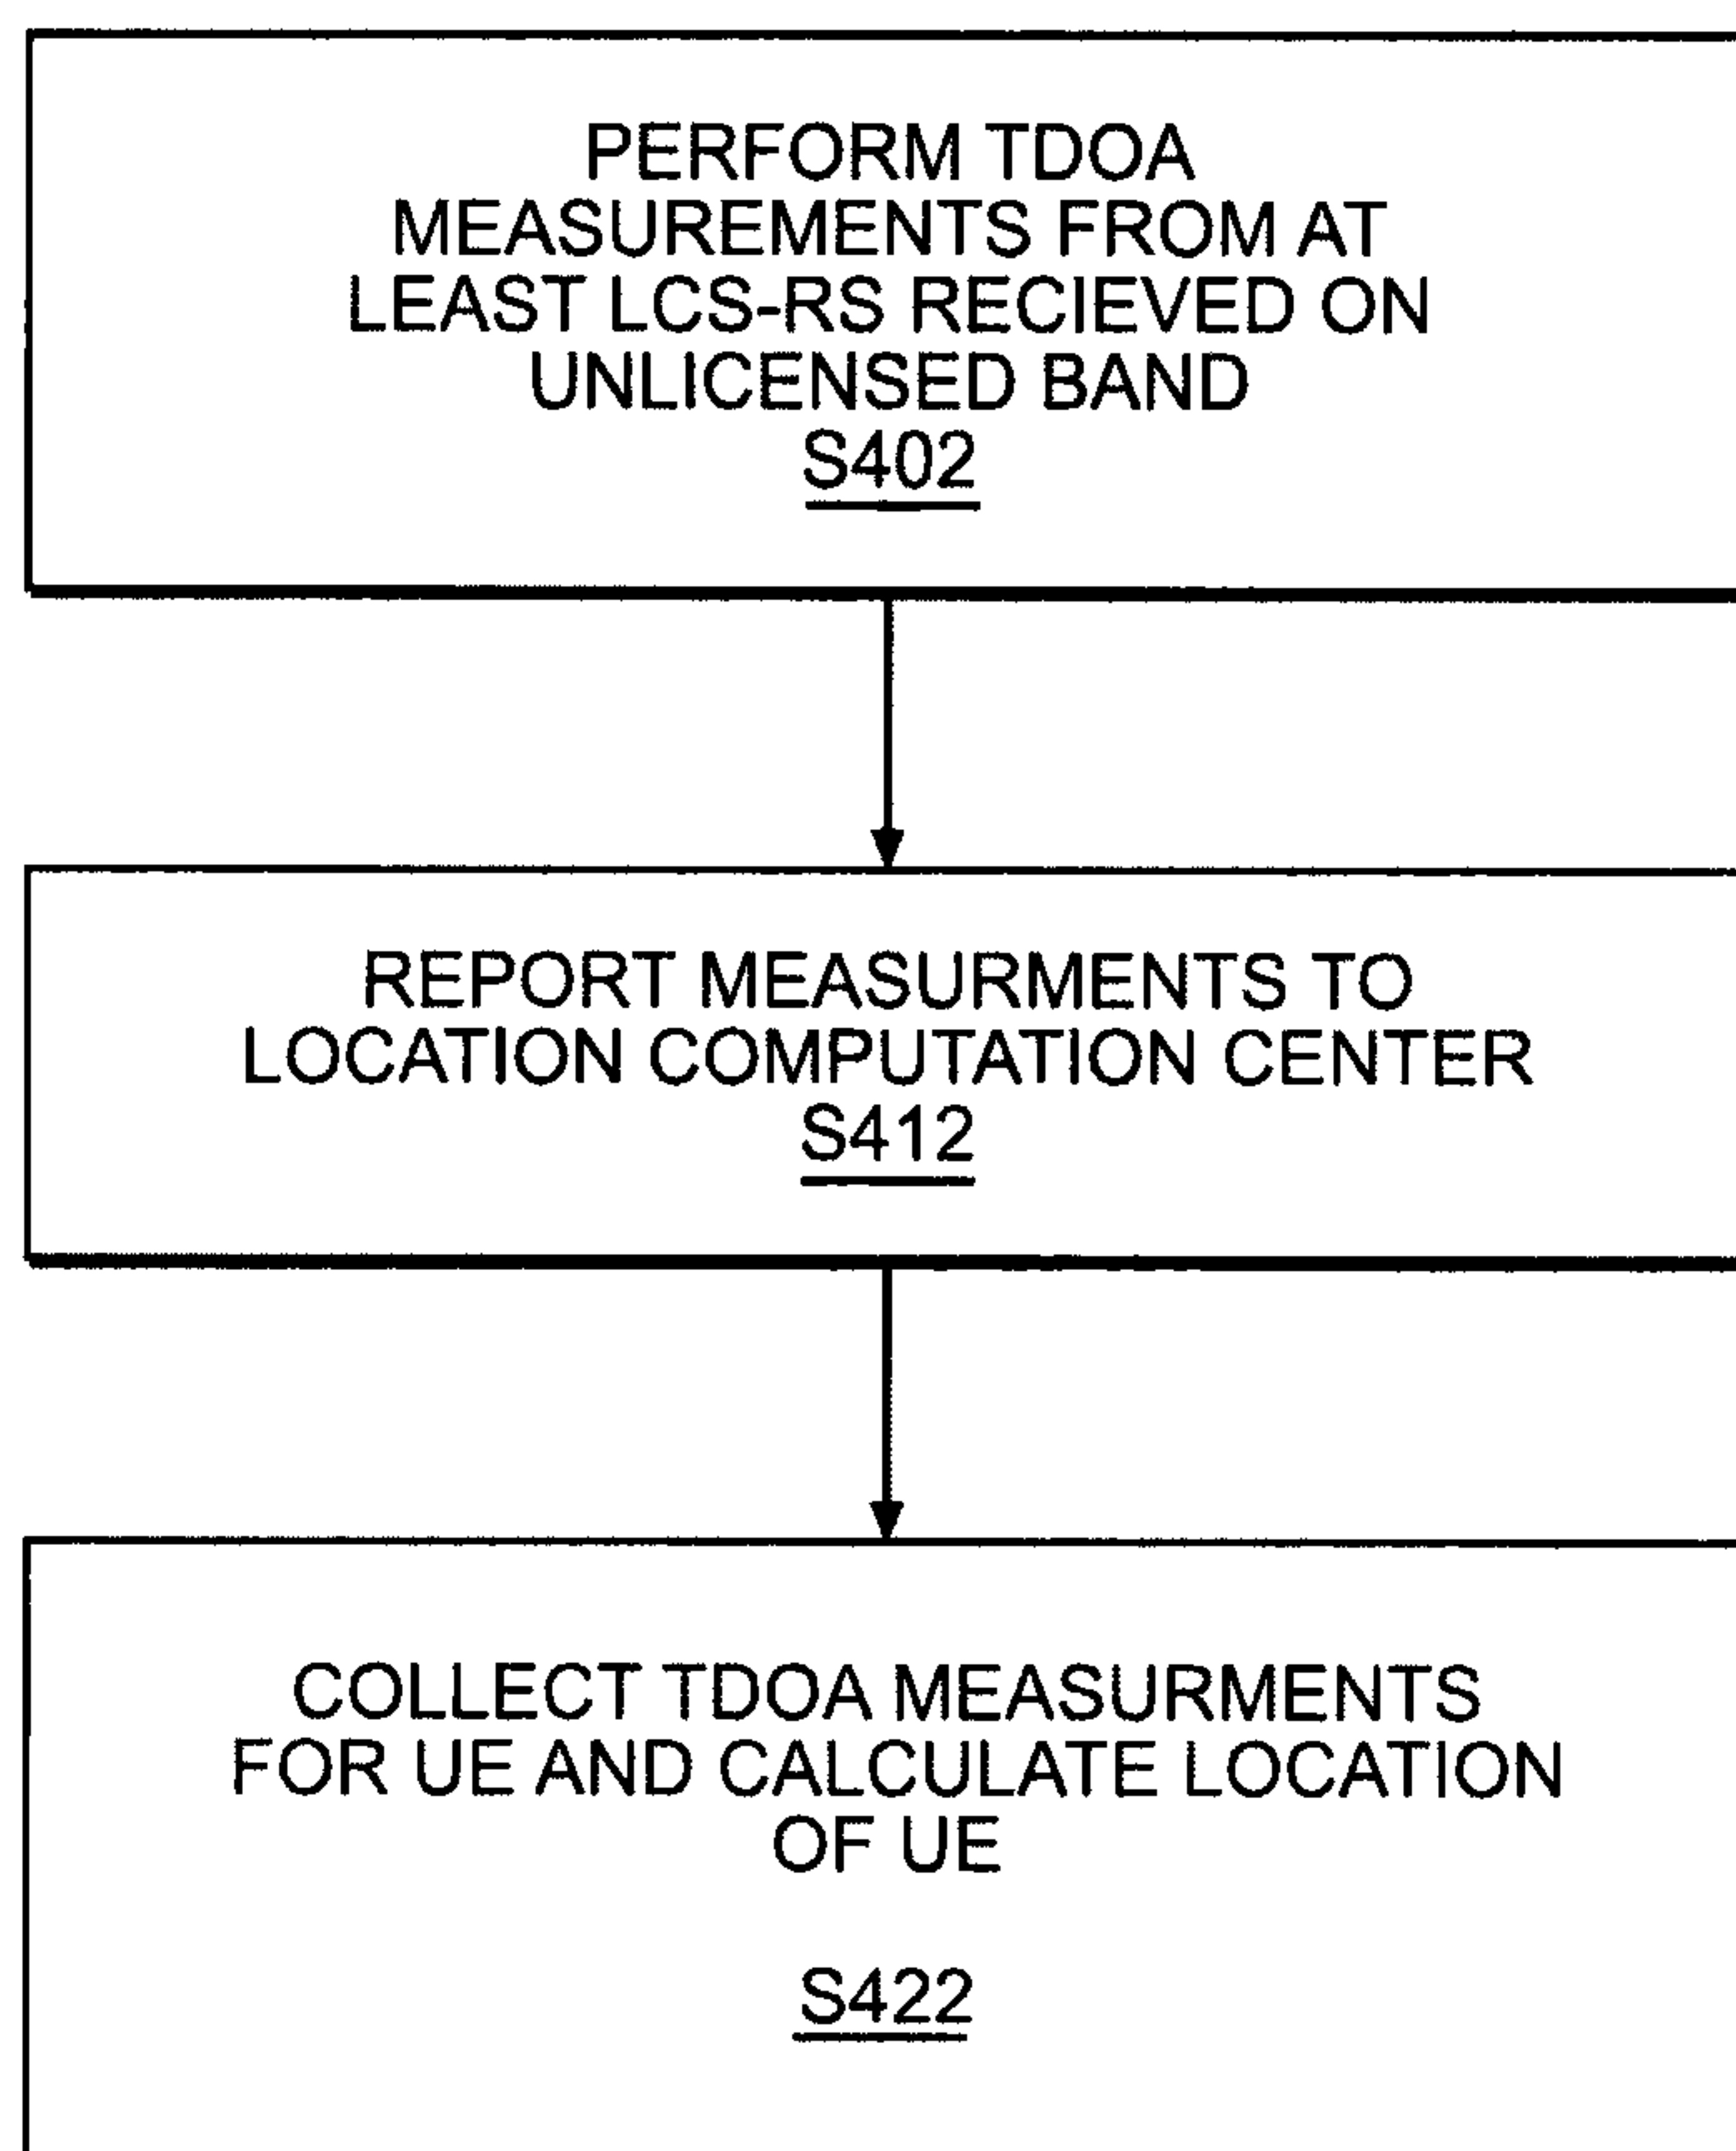 PERFORM TDOA
MEASUREMENTS FROM AT
LEAST LCS-RS RECIEVED ON
UNLICENSED BAND
S402
REPORT MEASURMENTS TO
LOCATION COMPUTATION CENTER
S412
COLLECT TDOA MEASURMENTS
FOR UE AND CALCULATE LOCATION
OF UE
S422